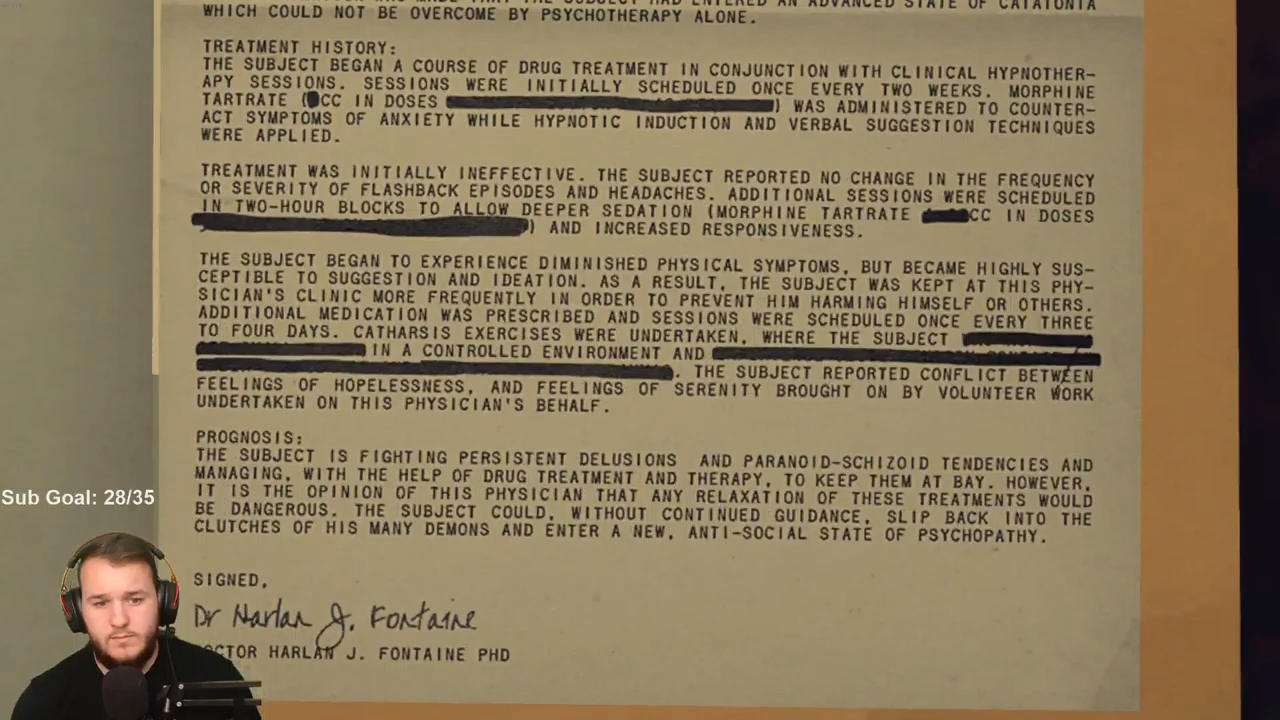 THE SUBJECT HAD ENTERED AN ADVANCED STATE OF CATATONIA
WHICH COULD NOT BE OVERCOME BY PSYCHOTHERAPY ALONE.
TREATMENT HISTORY:
THE SUBJECT BEGAN A COURSE OF DRUG TREATMENT IN CONJUNCTION WITH CLINICAL HYPNOTHER-
APY SESSIONS. SESSIONS WERE INITIALLY SCHEDULED ONCE EVERY TWO WEEKS. MORPHINE
TARTRATE ( CC IN DOSES ) WAS ADMINISTERED TO COUNTER-
ACT SYMPTOMS OF ANXIETY WHILE HYPNOTIC INDUCTION AND VERBAL SUGGESTION TECHNIQUES
WERE APPLIED.
TREATMENT WAS INITIALLY INEFFECTIVE. THE SUBJECT REPORTED NO CHANGE IN THE FREQUENCY
OR SEVERITY OF FLASHBACK EPISODES AND HEADACHES. ADDITIONAL SESSIONS WERE SCHEDULED
IN TWO-HOUR BLOCKS TO ALLOW DEEPER SEDATION (MORPHINE TARTRATE CC IN DOSES
) AND INCREASED RESPONSIVENESS.
THE SUBJECT BEGAN TO EXPERIENCE DIMINISHED PHYSICAL SYMPTOMS, BUT BECAME HIGHLY SUS-
CEPTIBLE TO SUGGESTION AND IDEATION. AS A RESULT, THE SUBJECT WAS KEPT AT THIS PHY-
SICIAN'S CLINIC MORE FREQUENTLY IN ORDER TO PREVENT HIM HARMING HIMSELF OR OTHERS.
ADDITIONAL MEDICATION WAS PRESCRIBED AND SESSIONS WERE SCHEDULED ONCE EVERY THREE
TO FOUR DAYS. CATHARSIS EXERCISES WERE UNDERTAKEN, WHERE THE SUBJECT
IN A CONTROLLED ENVIRONMENT AND
. THE SUBJECT REPORTED CONFLICT BETWEEN
FEELINGS OF HOPELESSNESS, AND FEELINGS OF SERENITY BROUGHT ON BY VOLUNTEER WORK
UNDERTAKEN ON THIS PHYSICIAN'S BEHALF.
PROGNOSIS:
THE SUBJECT IS FIGHTING PERSISTENT DELUSIONS AND PARANOID-SCHIZOID TENDENCIES AND
MANAGING, WITH THE HELP OF DRUG TREATMENT AND THERAPY, TO KEEP THEM AT BAY. HOWEVER,
IT IS THE OPINION OF THIS PHYSICIAN THAT ANY RELAXATION OF THESE TREATMENTS WOULD
BE DANGEROUS. THE SUBJECT COULD, WITHOUT CONTINUED GUIDANCE, SLIP BACK INTO THE
CLUTCHES OF HIS MANY DEMONS AND ENTER A NEW, ANTI-SOCIAL STATE OF PSYCHOPATHY.
Sub Goal: 28/35
SIGNED,
Dr Harlan J. Fontaine
HARLAN J. FONTAINE PHD